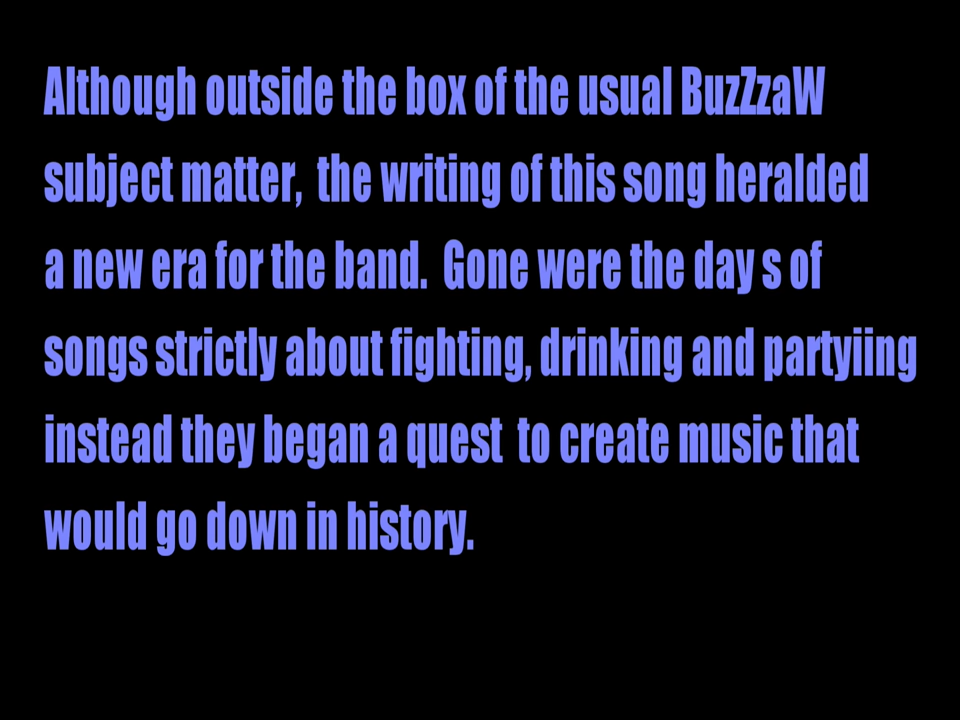 Although outside the box of the usual BuzZzaW
subject matter,  the writing of this song heralded
a new era for the band.  Gone were the day s of
songs strictly about fighting, drinking and partyiing
instead they began a quest  to create music that
would go down in history.